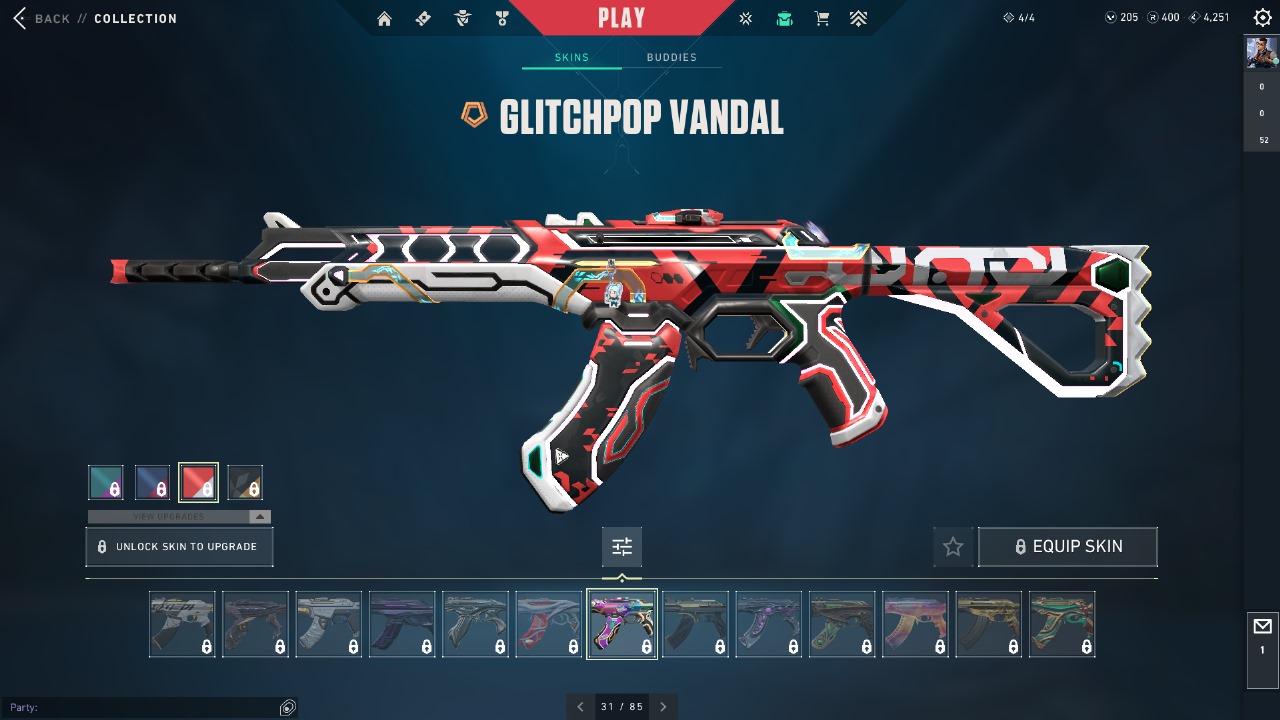 BACK // COLLECTION
PLAY
4/4
205
400
4,251
SKINS
BUDDIES
GLITCHPOP VANDAL
0
0
52
VIEW UPGRADES
UNLOCK SKIN TO UPGRADE
EQUIP SKIN
1
Party:
31 / 85